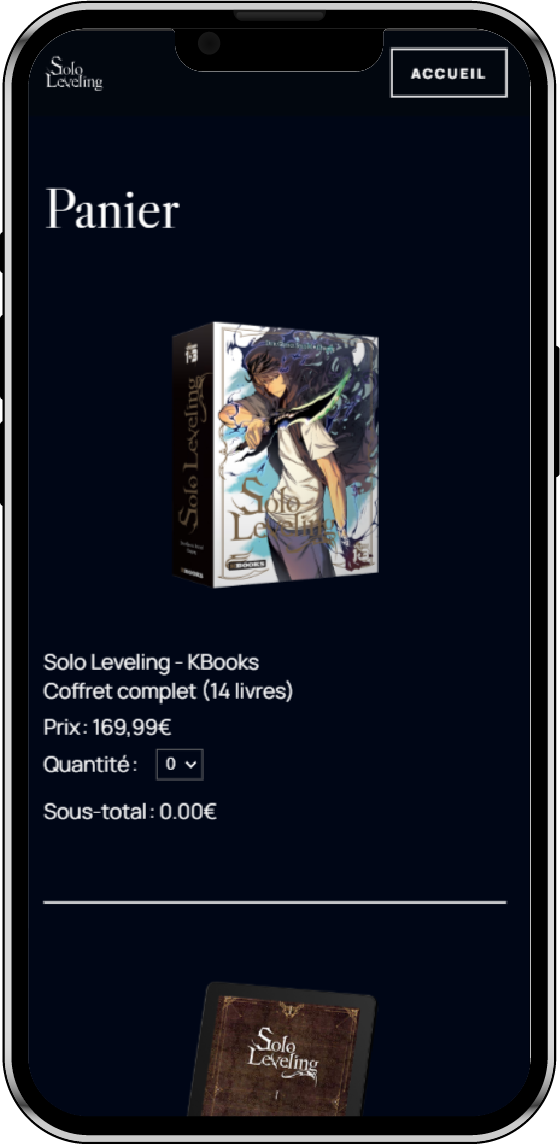 Solo
Leveling
ACCUEIL
Panier
Solo Leveling
Solo
Leveling
KBOOKS
Solo Leveling - KBooks
Coffret complet (14 livres)
Prix : 169,99€
Quantité : 0
Sous-total : 0.00€
Solo
Leveling
I